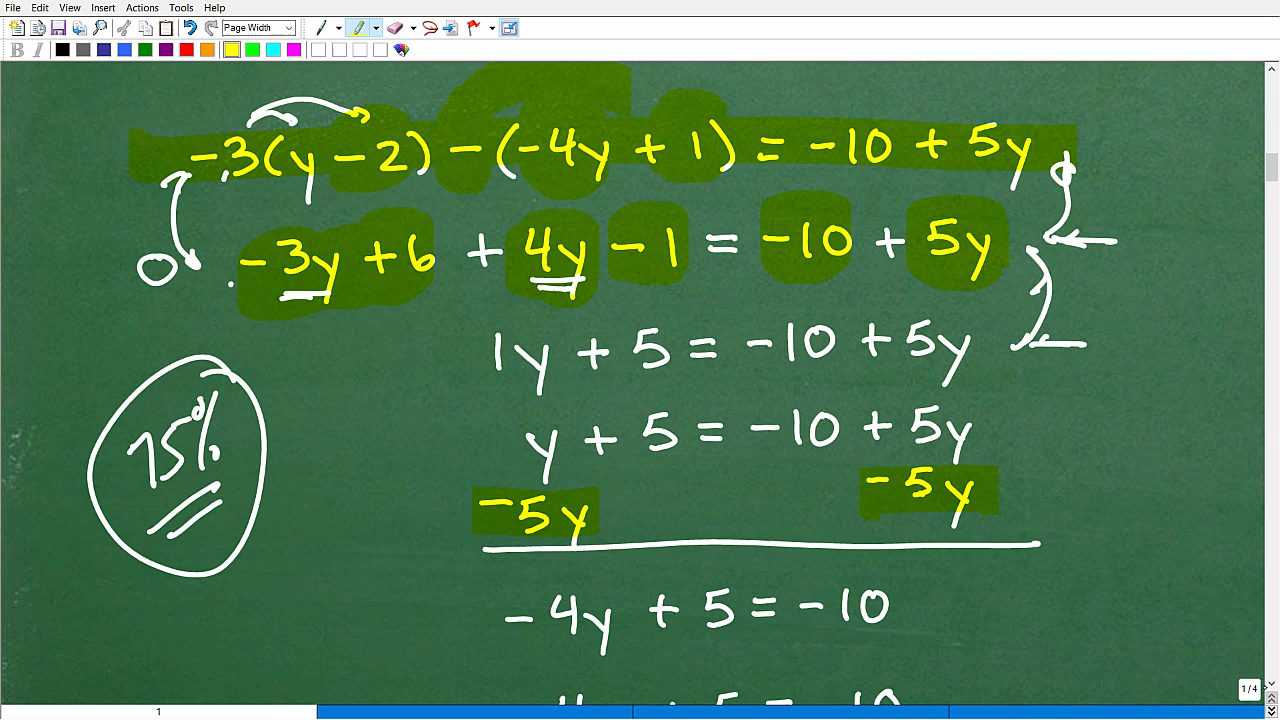 File Edit View Insert Actions Tools Help
Page Width
B I
-3(y - 2) - (-4y + 1) = -10 + 5y
-3y + 6 + 4y - 1 = -10 + 5y
1y + 5 = -10 + 5y
75%
y + 5 = -10 + 5y
-5y -5y
-4y + 5 = -10
1/4
1